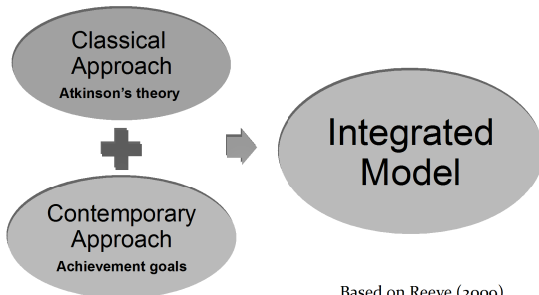 Classical
Approach
Atkinson's theory
Integrated
Model
Contemporary
Approach
Achievement goals
Based on Reeve (2009)